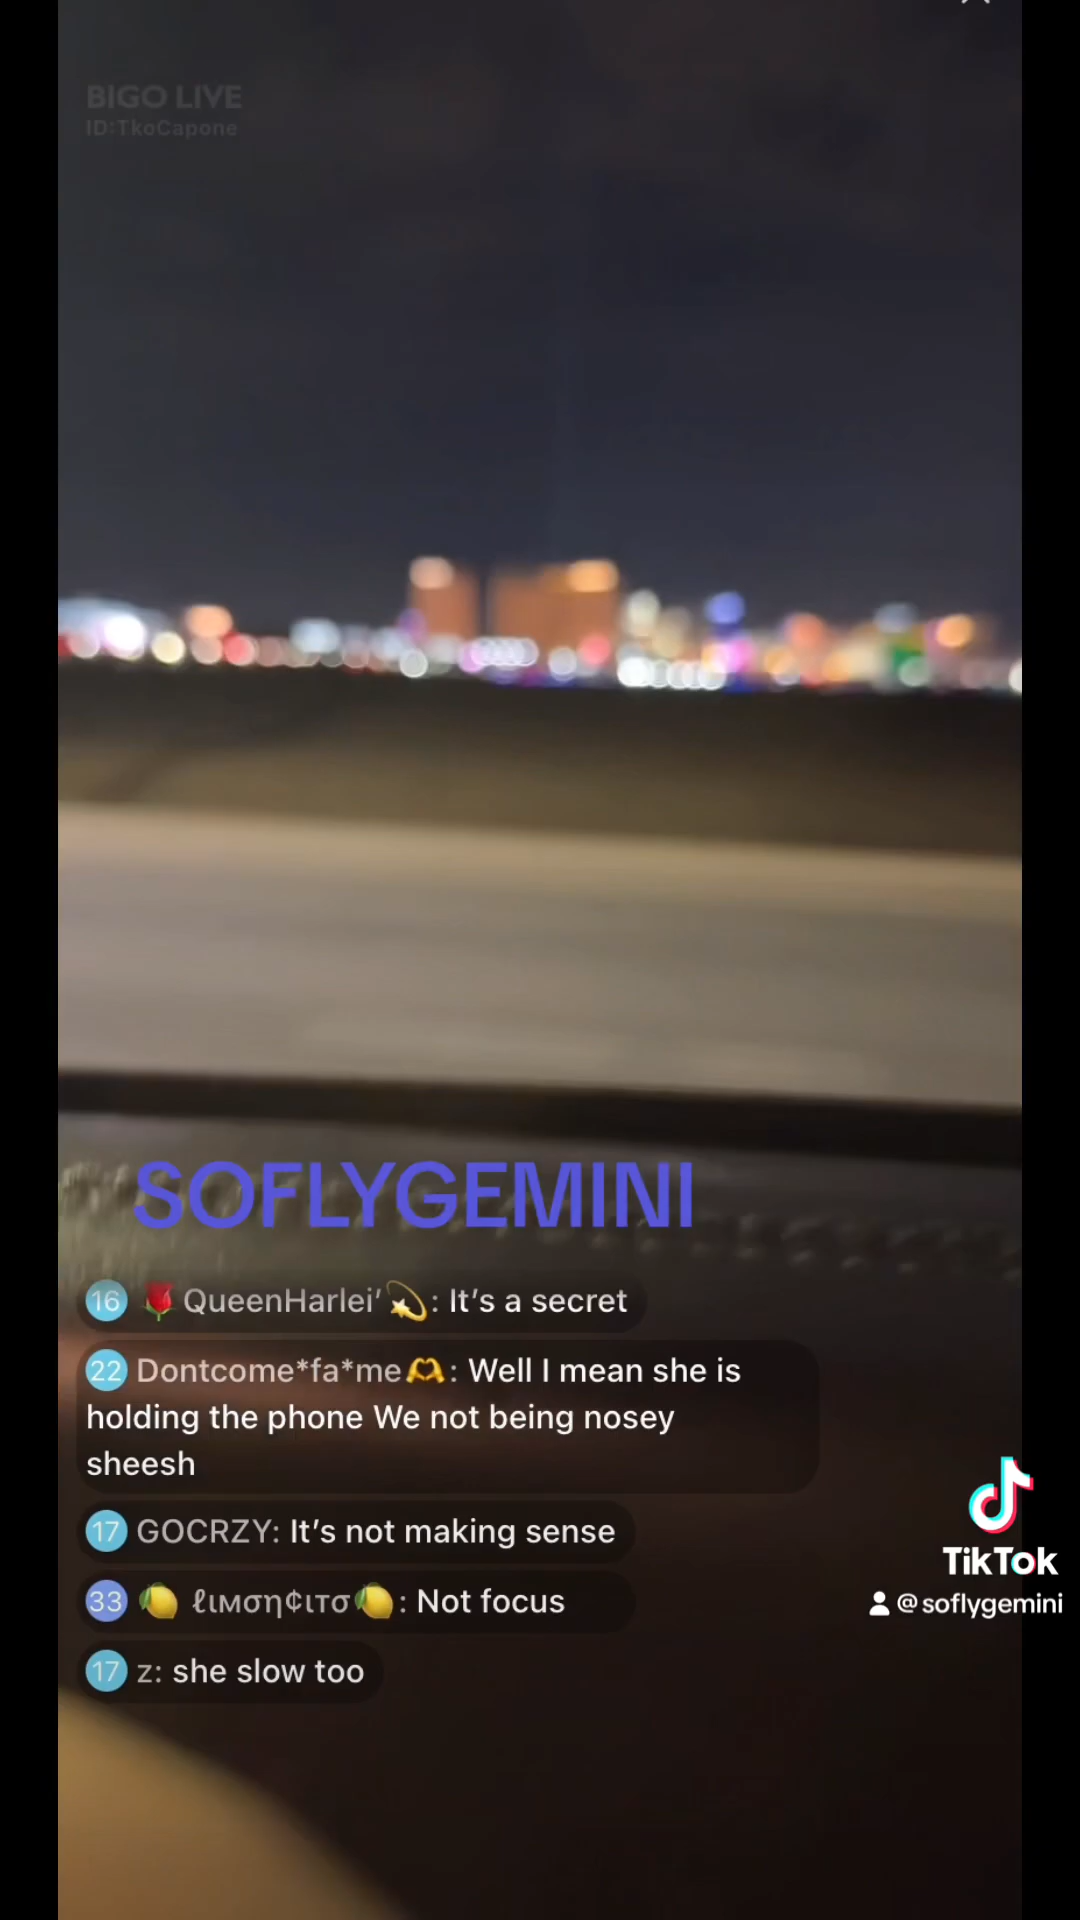 BIGO LIVE
ID:TkoCapone
SOFLYGEMINI
16 🌹 QueenHarlei’💫: It’s a secret
22 Dontcome*fa*me🫶: Well I mean she is
holding the phone We not being nosey
sheesh
17 GOCRZY: It’s not making sense
33 🍋 ℓιмση¢ιтσ🍋: Not focus
17 z: she slow too
TikTok
@soflygemini